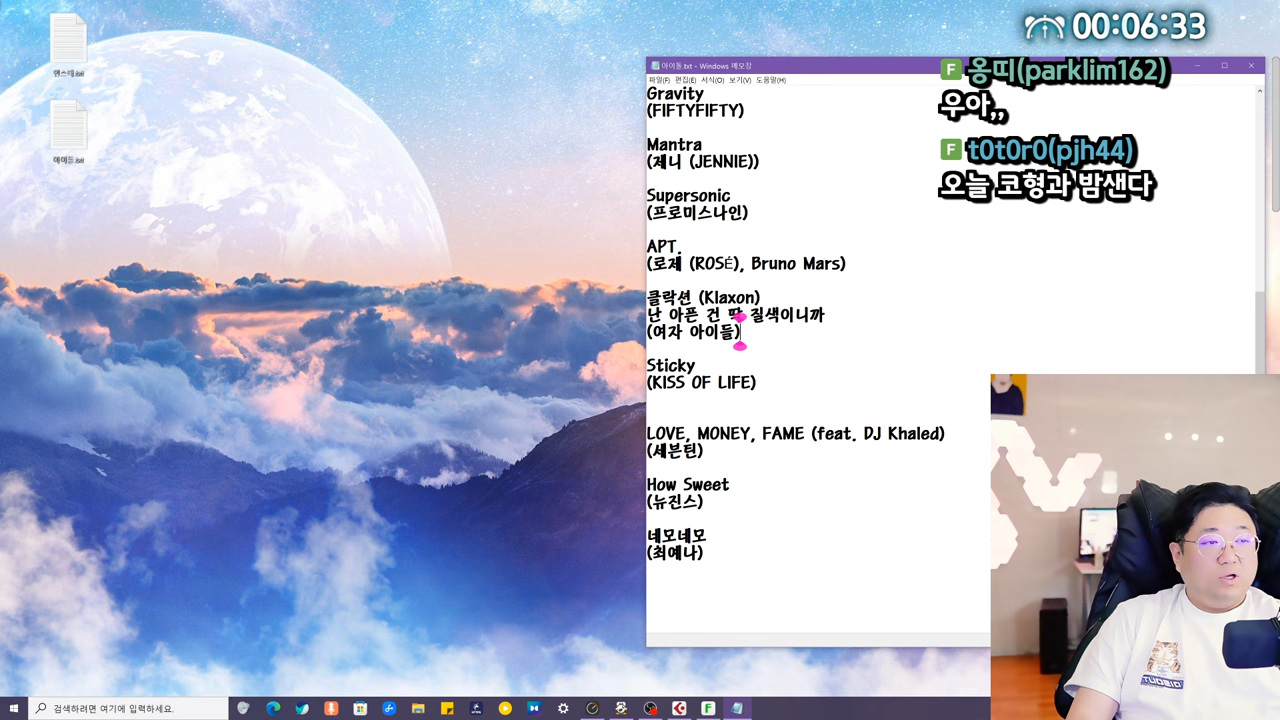 00:06:33
아이돌.txt
아이돌.txt - Windows 메모장
파일(F) 편집(E) 서식(O) 보기(V) 도움말(H)
Gravity
(FIFTYFIFTY)
Mantra
(제니 (JENNIE))
Supersonic
(프로미스나인)
APT.
(로제 (ROSÉ), Bruno Mars)
클락션 (Klaxon)
난 아픈 건 딱 질색이니까
(여자 아이들)
Sticky
(KISS OF LIFE)
LOVE, MONEY, FAME (feat. DJ Khaled)
(세븐틴)
How Sweet
(뉴진스)
네모네모
(최예나)
F 옹띠(parklim162)
우아,,
F t0t0r0(pjh44)
오늘 코형과 밤샌다
검색하려면 여기에 입력하세요.